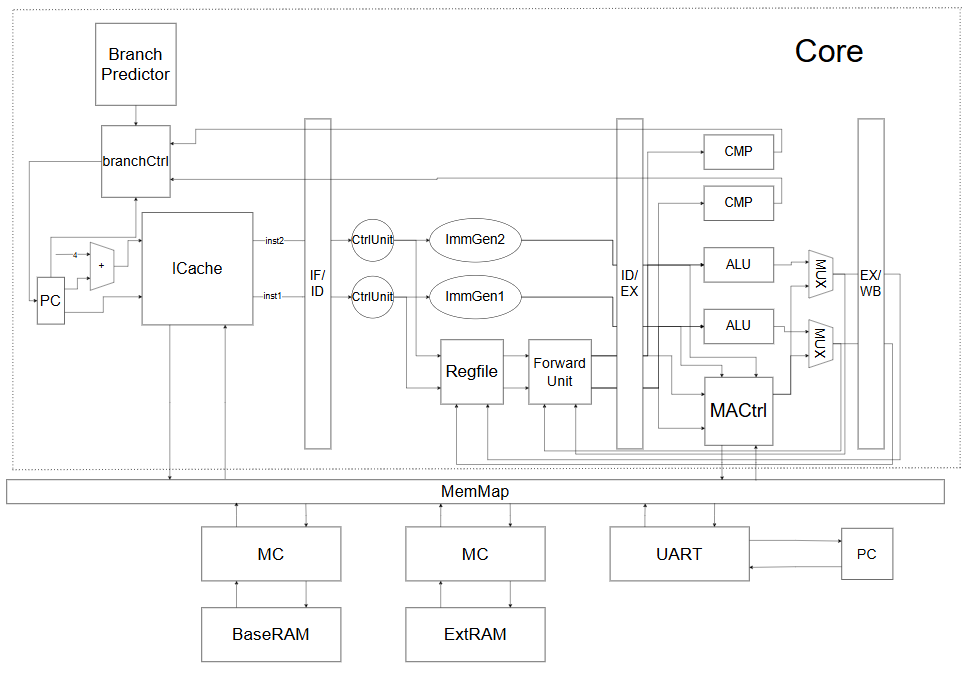 Core
Branch
Predictor
branchCtrl
CMP
CMP
4
+
PC
ICache
inst2
inst1
IF/
ID
CtrlUnit
CtrlUnit
ImmGen2
ImmGen1
Regfile
Forward
Unit
ID/
EX
ALU
ALU
MUX
MUX
MACtrl
EX/
WB
MemMap
MC
MC
UART
PC
BaseRAM
ExtRAM